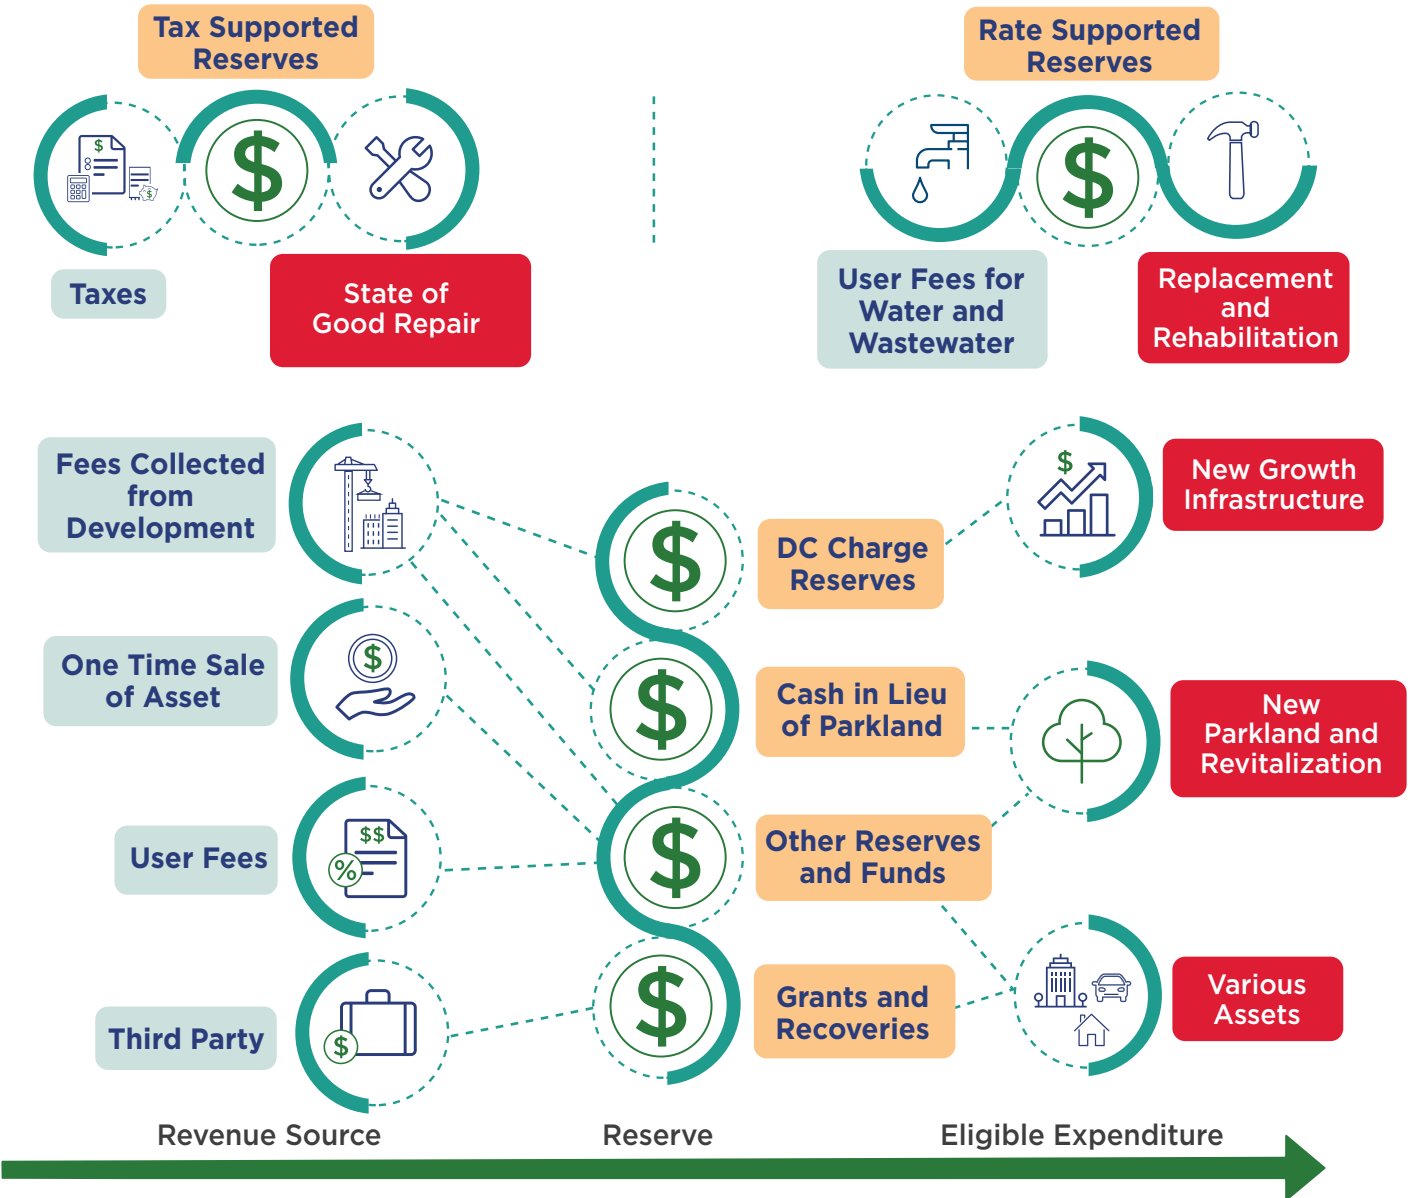 Tax Supported
Reserves
Rate Supported
Reserves
$
$
$
$
Taxes
State of
Good Repair
User Fees for
Water and
Wastewater
Replacement
and
Rehabilitation
Fees Collected
from
Development
$
DC Charge
Reserves
$
New Growth
Infrastructure
One Time Sale
of Asset
$
$
Cash in Lieu
of Parkland
New
Parkland and
Revitalization
User Fees
$$
%
$
Other Reserves
and Funds
Third Party
$
$
Grants and
Recoveries
Various
Assets
Revenue Source
Reserve
Eligible Expenditure